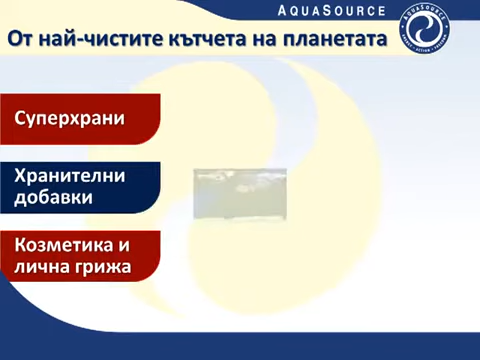 AQUASOURCE
От най-чистите кътчета на планетата
Суперхрани
Хранителни
добавки
Козметика и
лична грижа